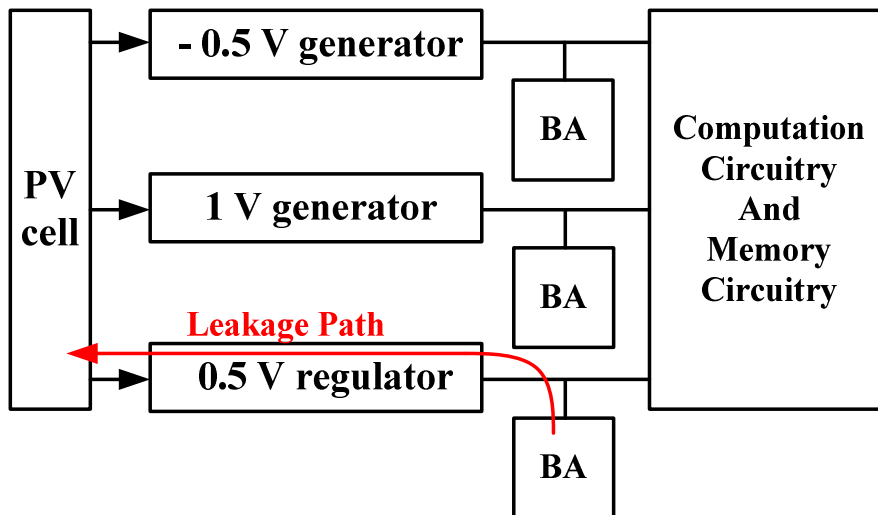 - 0.5 V generator
BA
PV
cell
1 V generator
BA
Leakage Path
0.5 V regulator
BA
Computation
Circuitry
And
Memory
Circuitry